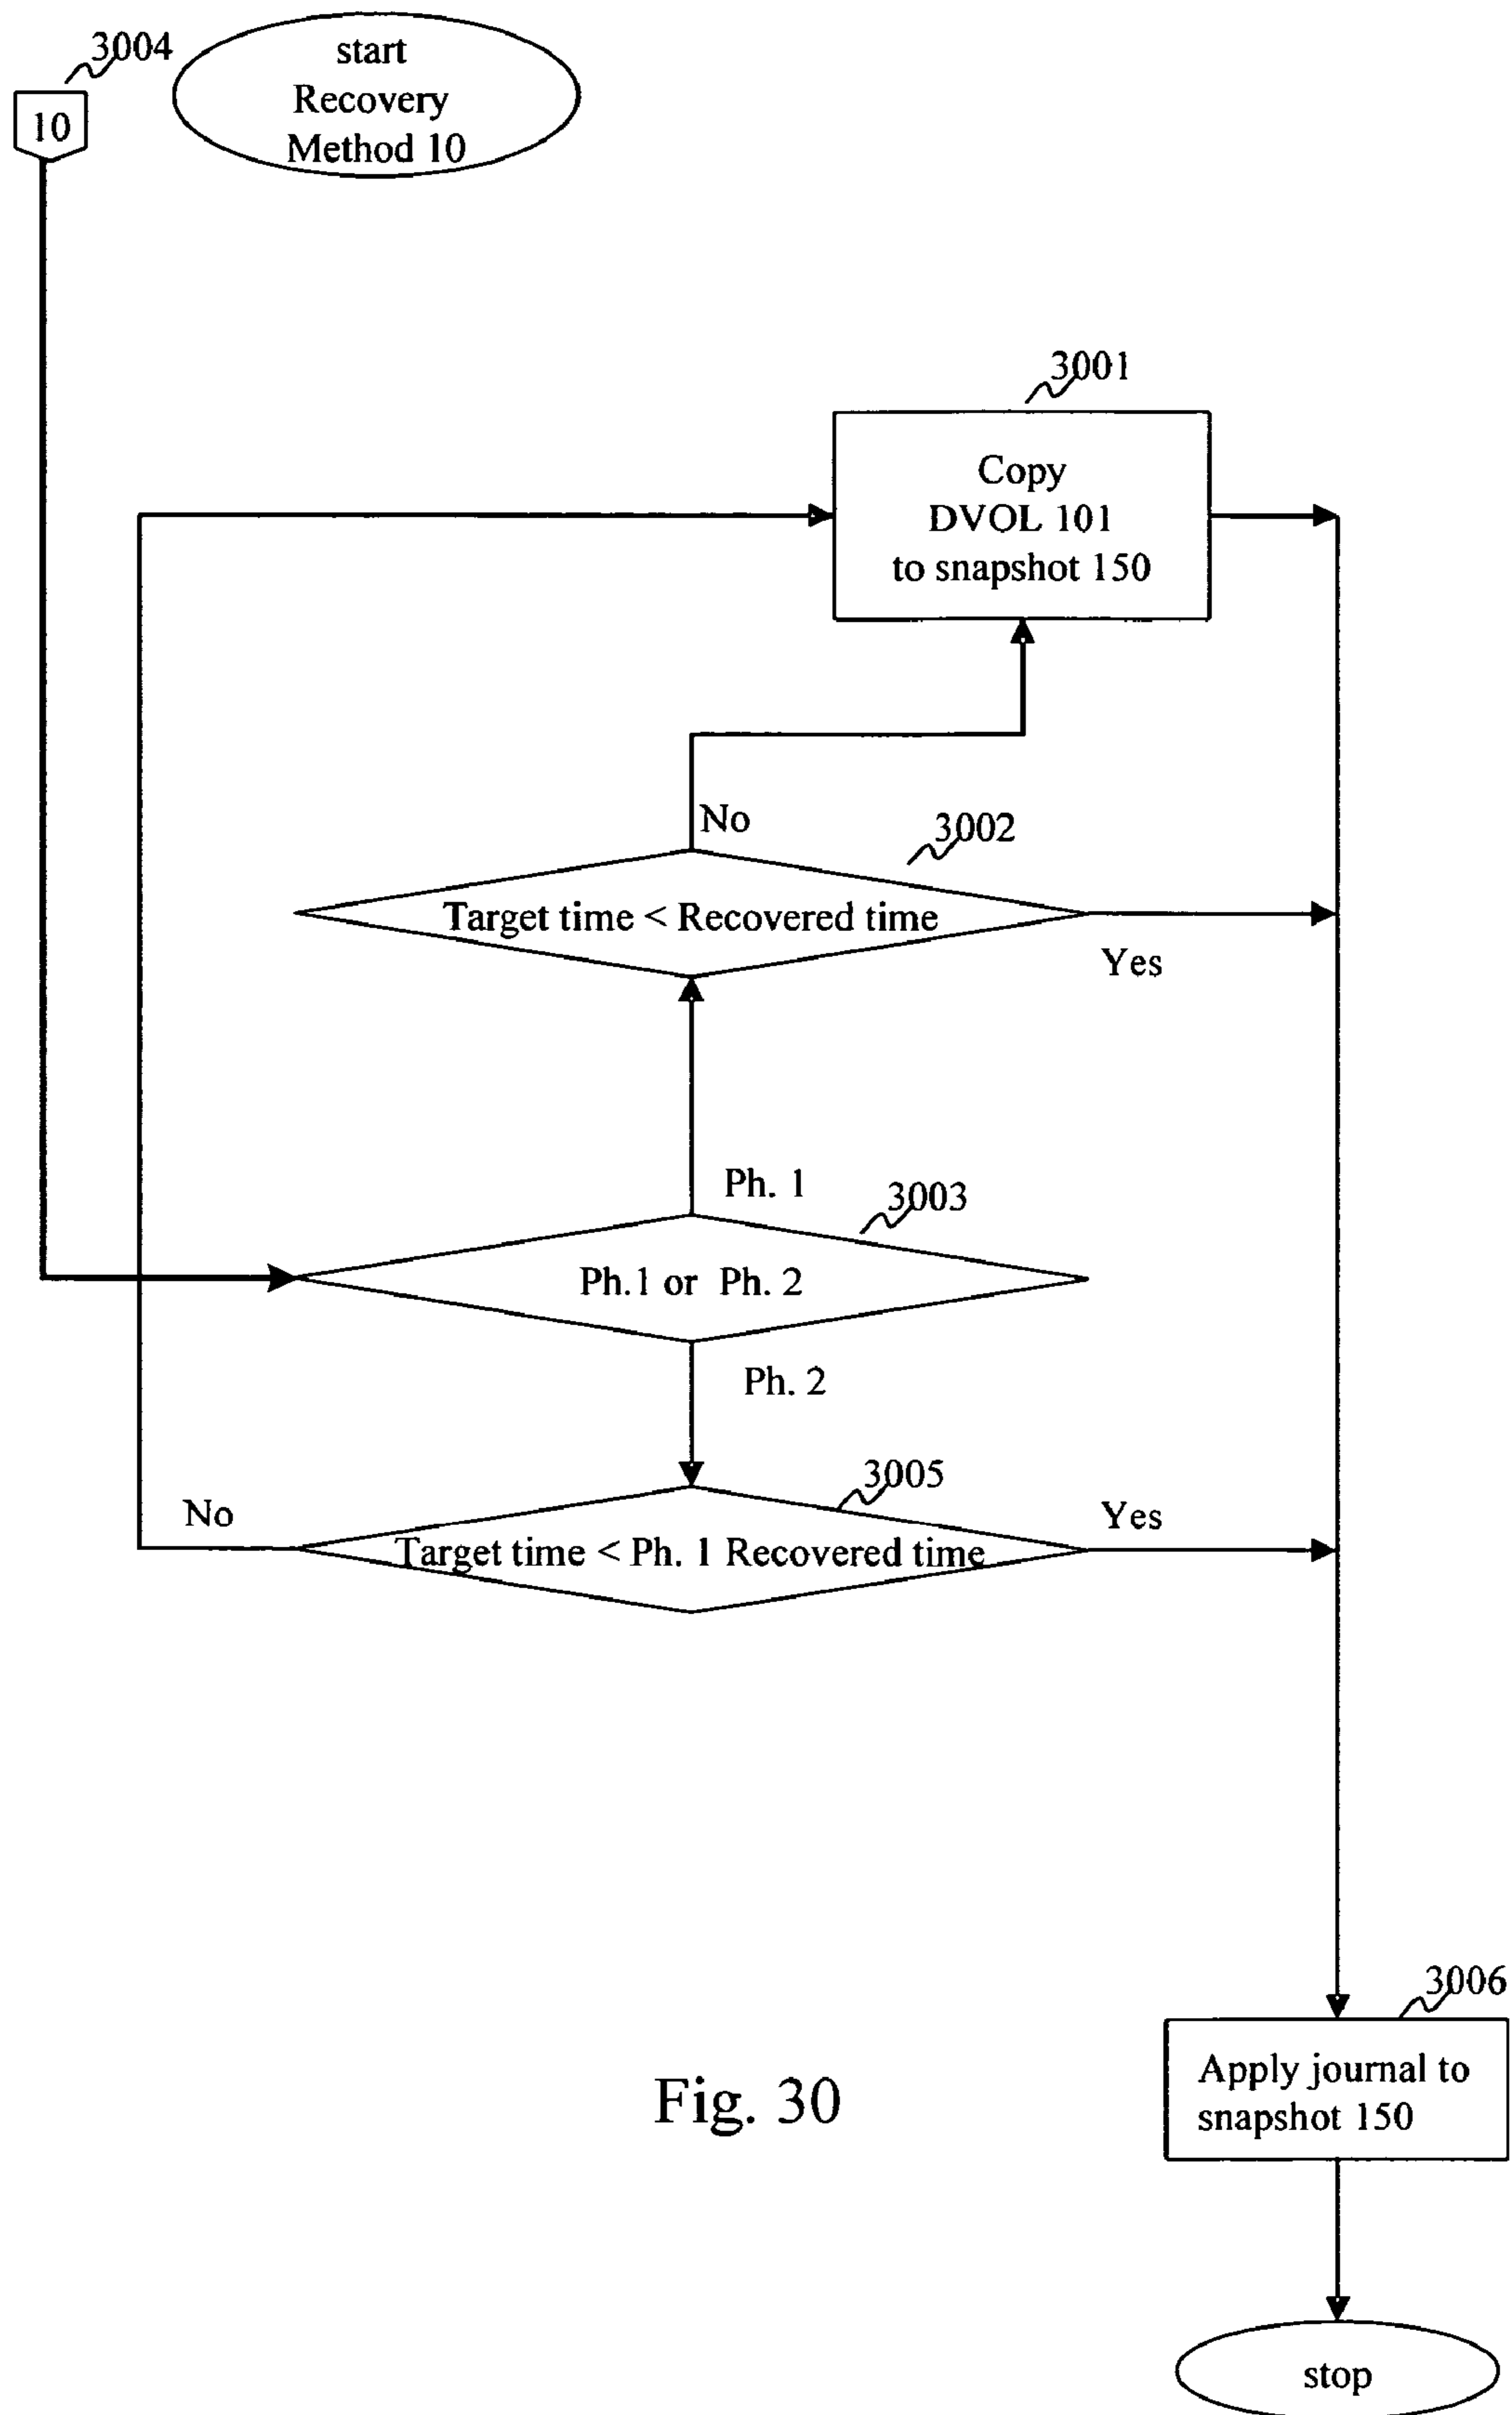 3004
10
start
Recovery
Method 10
3001
Copy
DVOL 101
to snapshot 150
No
3002
Target time < Recovered time
Yes
Ph. 1
3003
Ph.1 or Ph. 2
Ph. 2
3005
No
Yes
Target time < Ph. 1 Recovered time
3006
Apply journal to
snapshot 150
Fig. 30
stop